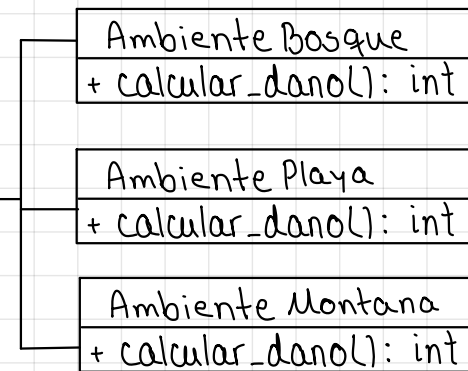 Ambiente Bosque
+ calcular_dano(): int
Ambiente Playa
+ calcular_dano(): int
Ambiente Montana
+ calcular_dano(): int